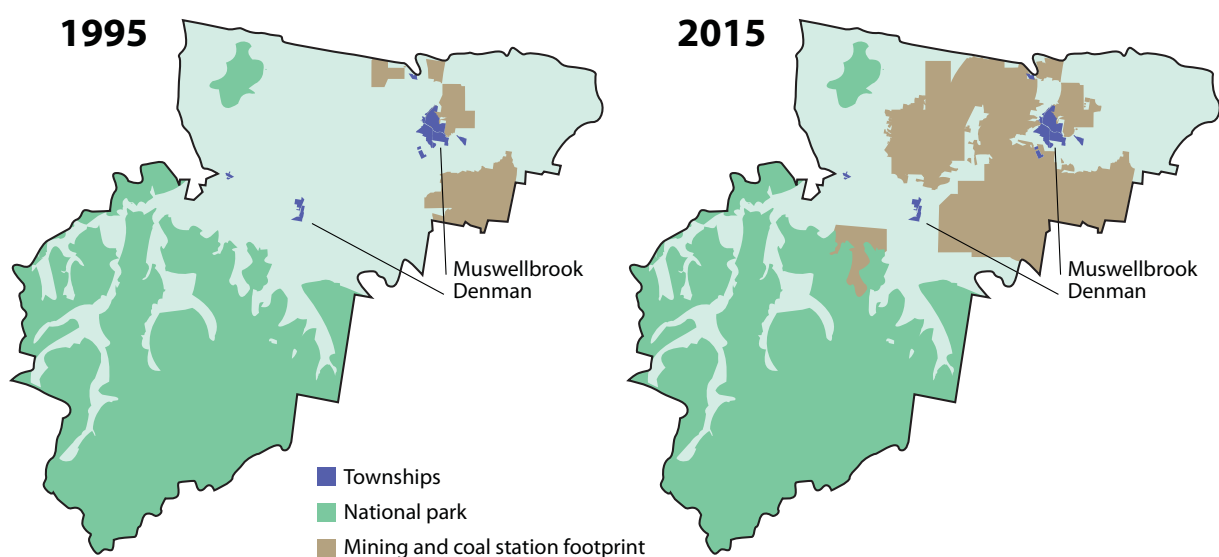 1995
2015
Muswellbrook
Denman
Muswellbrook
Denman
Townships
National park
Mining and coal station footprint